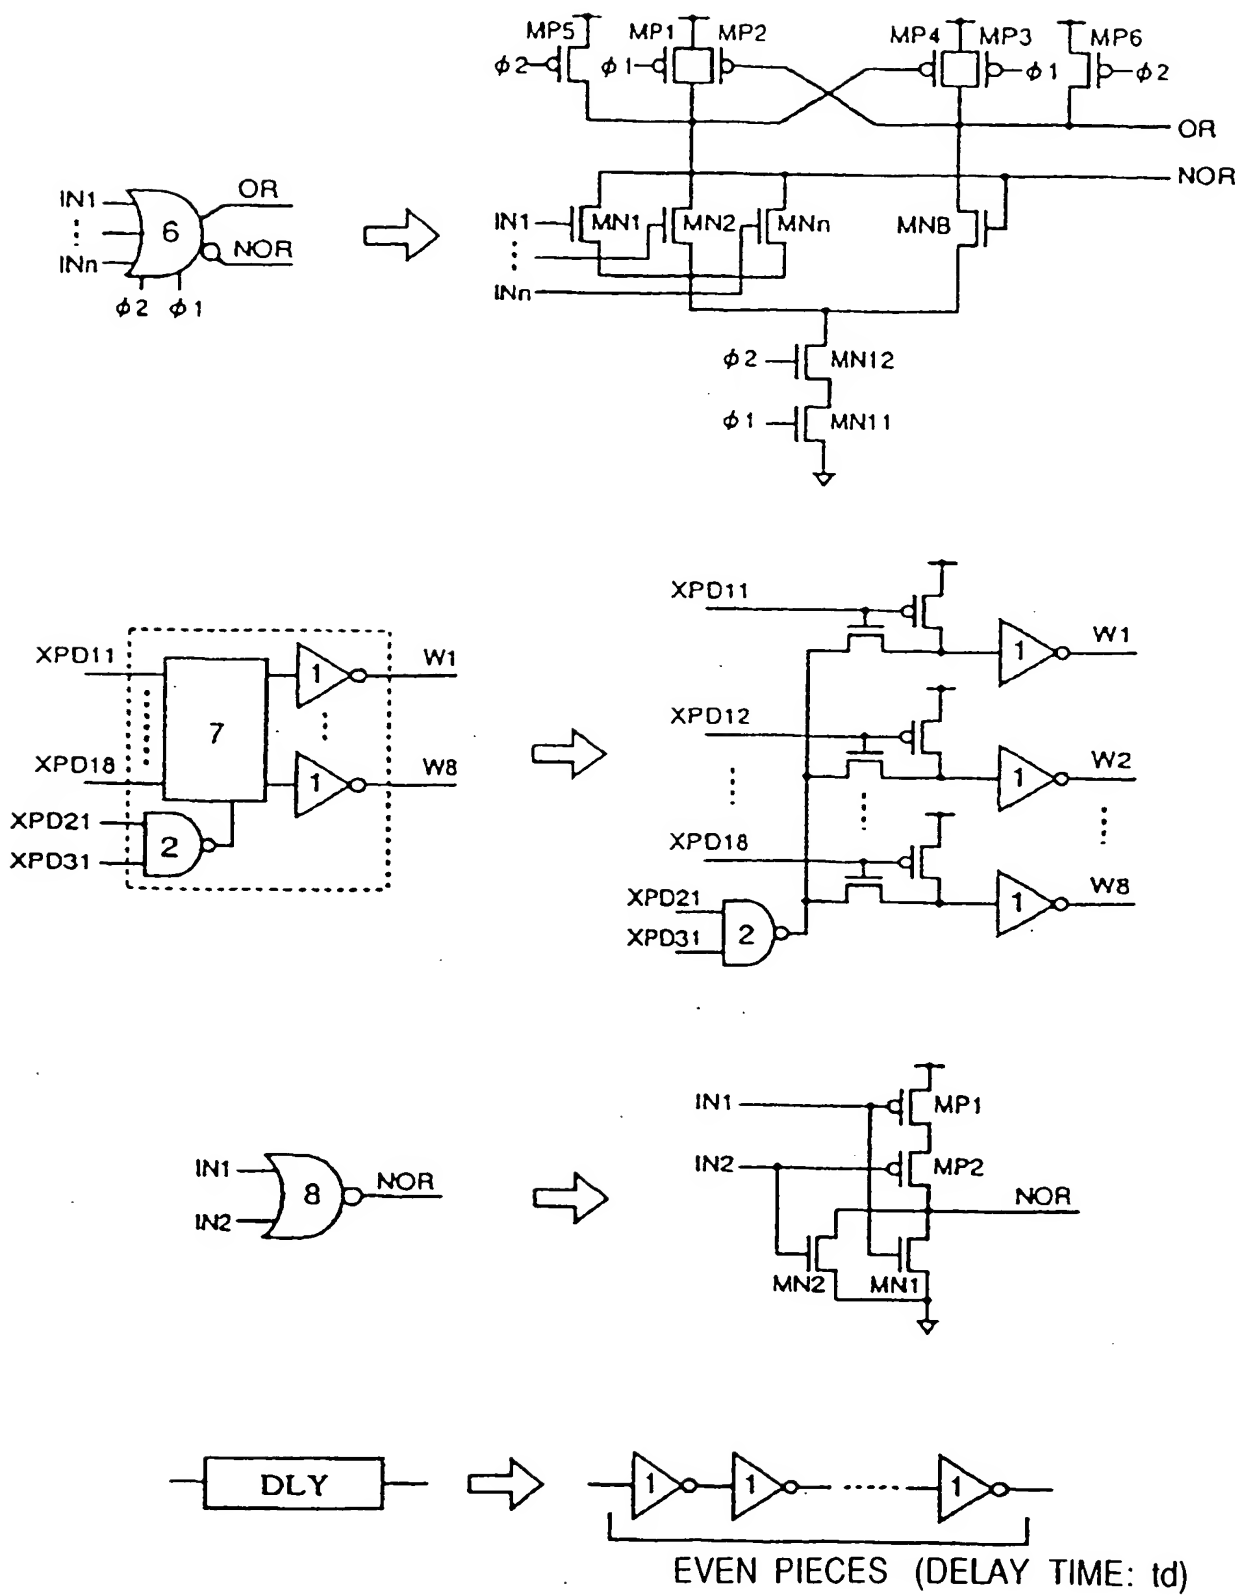 MP5 MP1 MP2 MP4 MP3 MP6
ϕ2 ϕ1 ϕ1 ϕ2
OR
NOR
IN1 OR
6
INn NOR
ϕ2 ϕ1
IN1 MN1 MN2 MNn MNB
INn
ϕ2 MN12
ϕ1 MN11
XPD11 W1
7 1
XPD18 W8
1
XPD21
XPD31 2
XPD11
1 W1
XPD12
1 W2
XPD18
1 W8
XPD21
XPD31 2
IN1 NOR
8
IN2
IN1 MP1
IN2 MP2
NOR
MN2 MN1
DLY
1 1 1
EVEN PIECES (DELAY TIME: td)